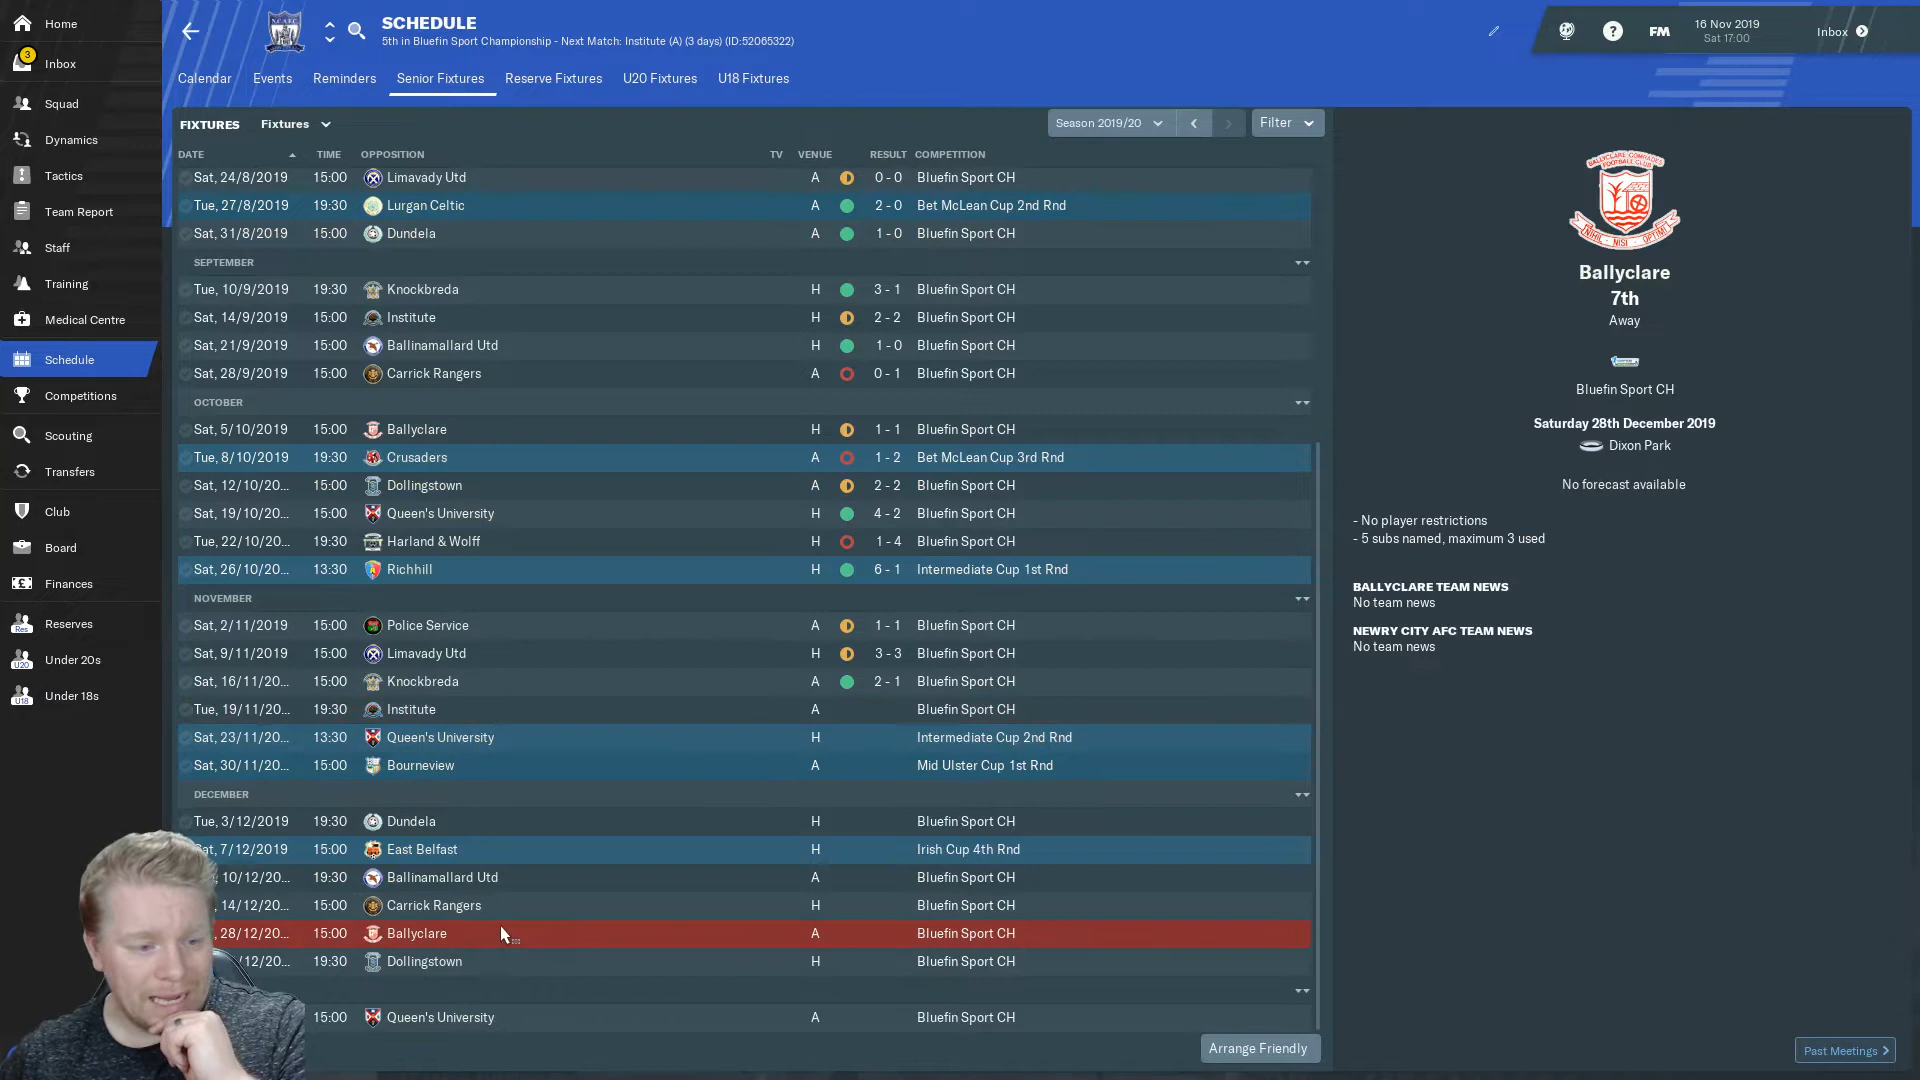 Home
3
Inbox
Squad
Dynamics
Tactics
Team Report
Staff
Training
Medical Centre
Schedule
Competitions
Scouting
Transfers
Club
Board
Finances
Res
Reserves
U20
Under 20s
U18
Under 18s
N.C.A.F.C.
SCHEDULE
5th in Bluefin Sport Championship - Next Match: Institute (A) (3 days) (ID:52065322)
? FM
16 Nov 2019
Sat 17:00
Inbox
Calendar Events Reminders Senior Fixtures Reserve Fixtures U20 Fixtures U18 Fixtures
FIXTURES Fixtures Season 2019/20 Filter
DATE TIME OPPOSITION TV VENUE RESULT COMPETITION
Sat, 24/8/2019 15:00 Limavady Utd A 0 - 0 Bluefin Sport CH
Tue, 27/8/2019 19:30 Lurgan Celtic A 2 - 0 Bet McLean Cup 2nd Rnd
Sat, 31/8/2019 15:00 Dundela A 1 - 0 Bluefin Sport CH
SEPTEMBER
Tue, 10/9/2019 19:30 Knockbreda H 3 - 1 Bluefin Sport CH
Sat, 14/9/2019 15:00 Institute H 2 - 2 Bluefin Sport CH
Sat, 21/9/2019 15:00 Ballinamallard Utd H 1 - 0 Bluefin Sport CH
Sat, 28/9/2019 15:00 Carrick Rangers A 0 - 1 Bluefin Sport CH
OCTOBER
Sat, 5/10/2019 15:00 Ballyclare H 1 - 1 Bluefin Sport CH
Tue, 8/10/2019 19:30 Crusaders A 1 - 2 Bet McLean Cup 3rd Rnd
Sat, 12/10/20... 15:00 Dollingstown A 2 - 2 Bluefin Sport CH
Sat, 19/10/20... 15:00 Queen's University H 4 - 2 Bluefin Sport CH
Tue, 22/10/20... 19:30 Harland & Wolff H 1 - 4 Bluefin Sport CH
Sat, 26/10/20... 13:30 Richhill H 6 - 1 Intermediate Cup 1st Rnd
NOVEMBER
Sat, 2/11/2019 15:00 Police Service A 1 - 1 Bluefin Sport CH
Sat, 9/11/2019 15:00 Limavady Utd H 3 - 3 Bluefin Sport CH
Sat, 16/11/20... 15:00 Knockbreda A 2 - 1 Bluefin Sport CH
Tue, 19/11/20... 19:30 Institute A Bluefin Sport CH
Sat, 23/11/20... 13:30 Queen's University H Intermediate Cup 2nd Rnd
Sat, 30/11/20... 15:00 Bourneview A Mid Ulster Cup 1st Rnd
DECEMBER
Tue, 3/12/2019 19:30 Dundela H Bluefin Sport CH
Sat, 7/12/2019 15:00 East Belfast H Irish Cup 4th Rnd
10/12/20... 19:30 Ballinamallard Utd A Bluefin Sport CH
, 14/12/20... 15:00 Carrick Rangers H Bluefin Sport CH
, 28/12/20... 15:00 Ballyclare A Bluefin Sport CH
/12/20... 19:30 Dollingstown H Bluefin Sport CH
15:00 Queen's University A Bluefin Sport CH
Arrange Friendly
BALLYCLARE COMRADES
FOOTBALL CLUB
NIHIL - NISI - OPTIMI
Ballyclare
7th
Away
Bluefin Sport CH
Saturday 28th December 2019
Dixon Park
No forecast available
- No player restrictions
- 5 subs named, maximum 3 used
BALLYCLARE TEAM NEWS
No team news
NEWRY CITY AFC TEAM NEWS
No team news
Past Meetings